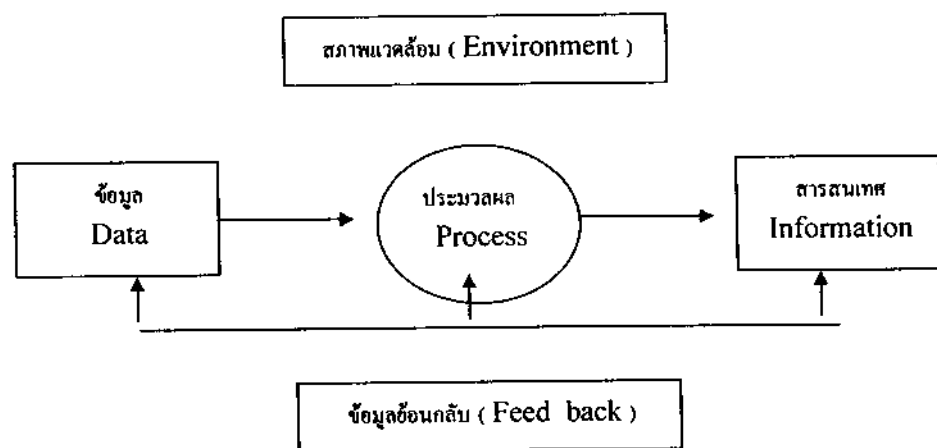 สภาพแวดล้อม ( Environment )
ข้อมูล
Data
ประมวลผล
Process
สารสนเทศ
Information
ข้อมูลย้อนกลับ ( Feed back )